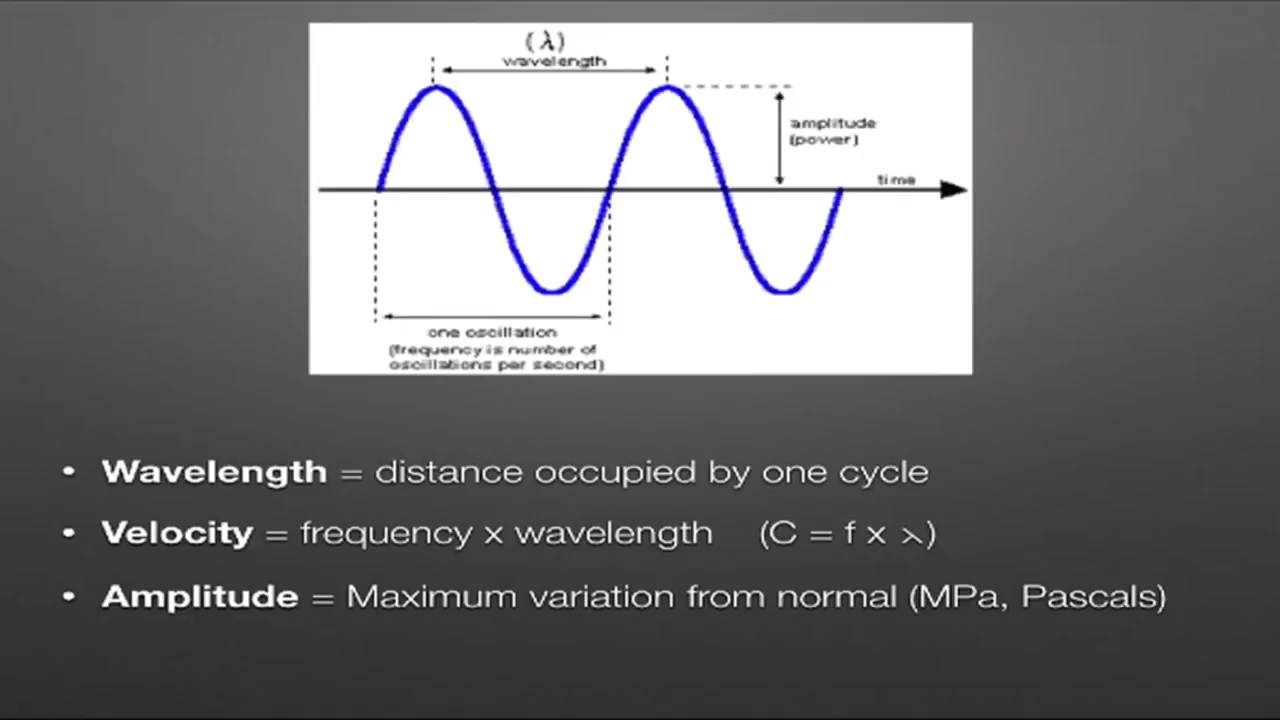 (λ)
wavelength
amplitude
(power)
time
one oscillation
(frequency is number of
oscillations per second)
• Wavelength = distance occupied by one cycle
• Velocity = frequency x wavelength (C = f x λ)
• Amplitude = Maximum variation from normal (MPa, Pascals)